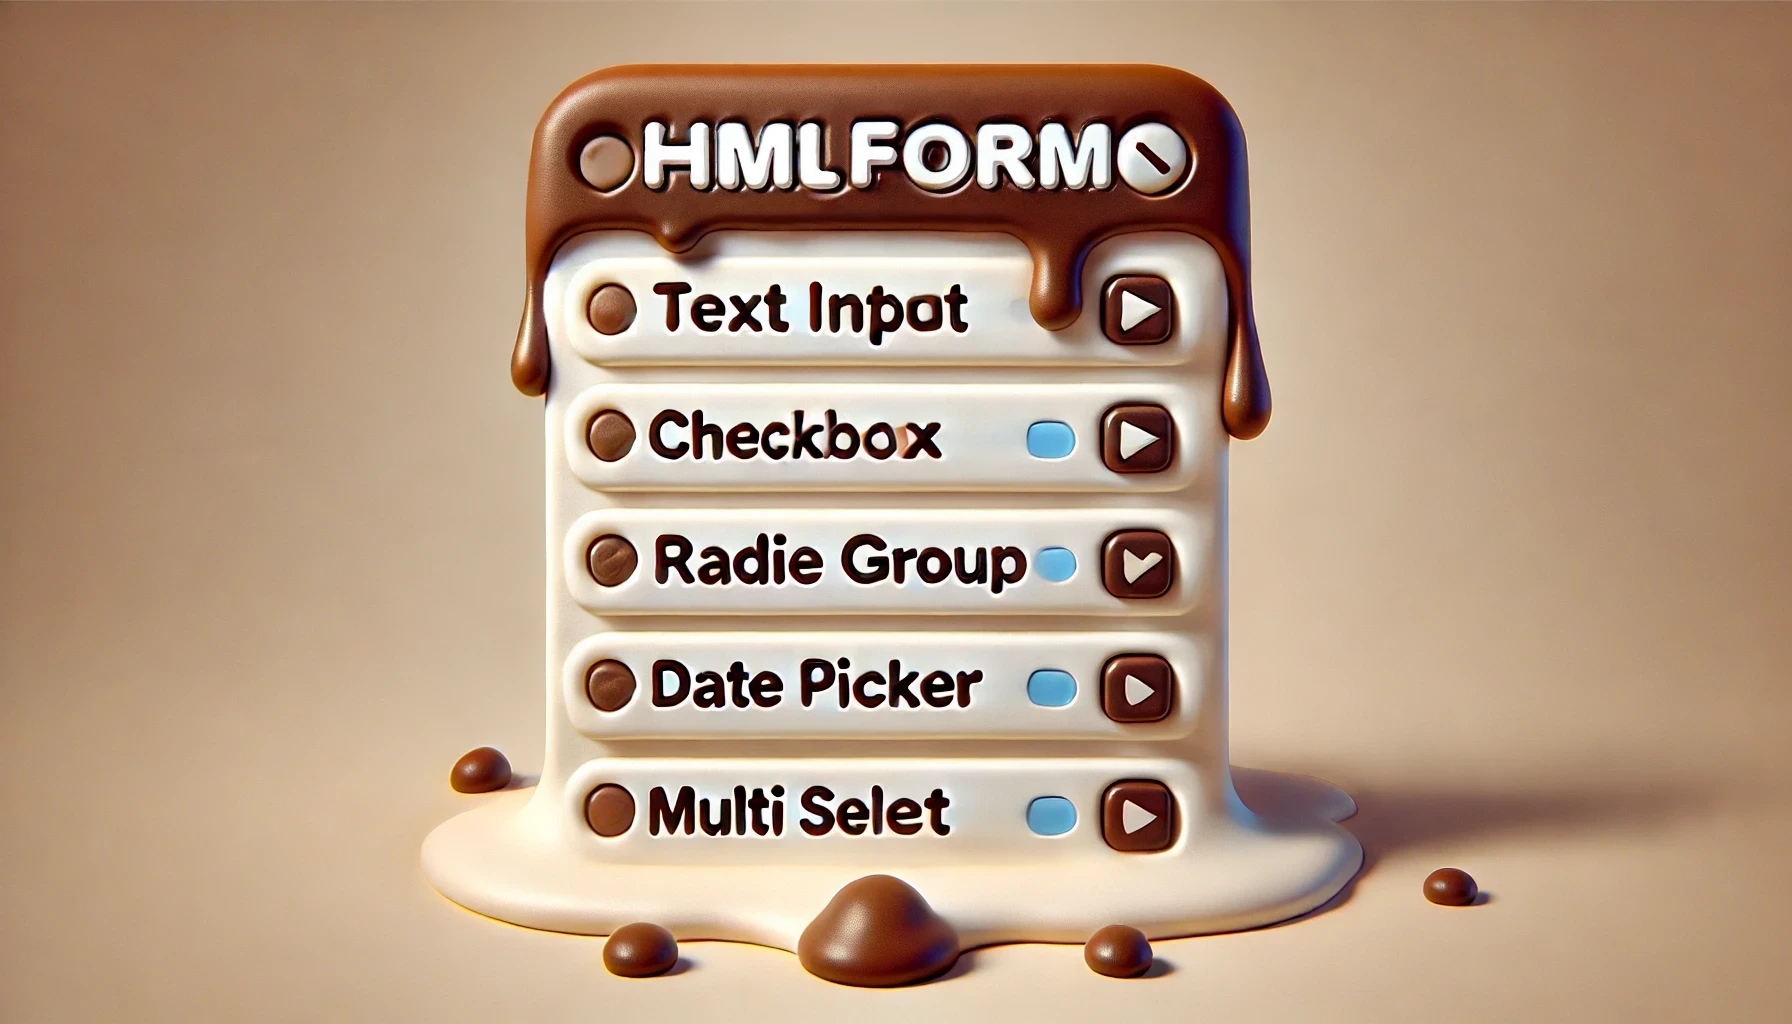 HMLFORM
Text Inpot
Checkbox
Radie Group
Date Picker
Multi Selet